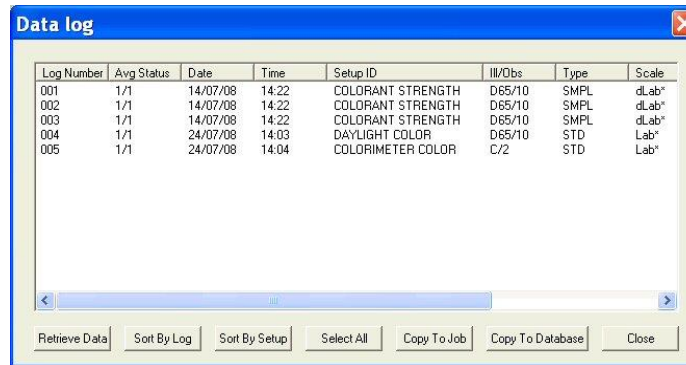 Data log
Log Number Avg Status Date Time Setup ID Ill/Obs Type Scale
001 1/1 14/07/08 14:22 COLORANT STRENGTH D65/10 SMPL dLab*
002 1/1 14/07/08 14:22 COLORANT STRENGTH D65/10 SMPL dLab*
003 1/1 14/07/08 14:22 COLORANT STRENGTH D65/10 SMPL dLab*
004 1/1 24/07/08 14:03 DAYLIGHT COLOR D65/10 STD Lab*
005 1/1 24/07/08 14:04 COLORIMETER COLOR C/2 STD Lab*
Retrieve Data Sort By Log Sort By Setup Select All Copy To Job Copy To Database Close